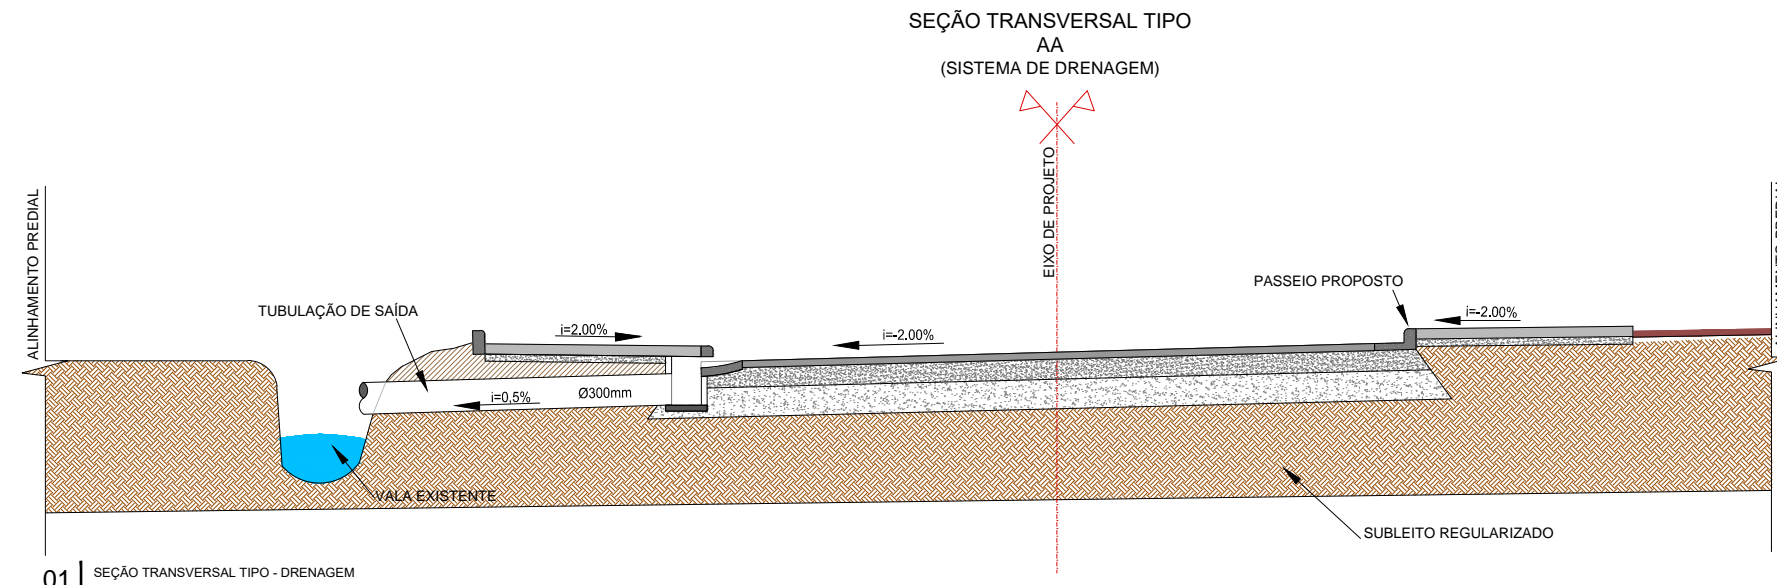 SEÇÃO TRANSVERSAL TIPO
AA
(SISTEMA DE DRENAGEM)
ALINHAMENTO PREDIAL
EIXO DE PROJETO
PASSEIO PROPOSTO
TUBULAÇÃO DE SAÍDA
i=2.00%
i=-2.00%
i=-2.00%
i=0,5%
Ø300mm
VALA EXISTENTE
SUBLEITO REGULARIZADO
01
SEÇÃO TRANSVERSAL TIPO - DRENAGEM